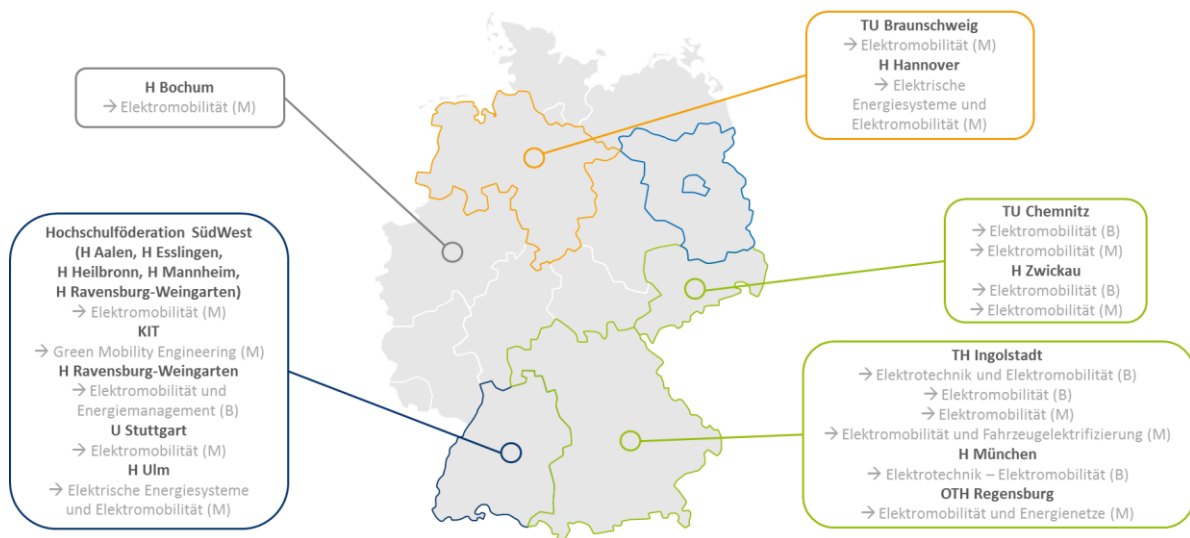 H Bochum
→ Elektromobilität (M)
TU Braunschweig
→ Elektromobilität (M)
H Hannover
→ Elektrische
Energiesysteme und
Elektromobilität (M)
Hochschulföderation SüdWest
(H Aalen, H Esslingen,
H Heilbronn, H Mannheim,
H Ravensburg-Weingarten)
→ Elektromobilität (M)
KIT
→ Green Mobility Engineering (M)
H Ravensburg-Weingarten
→ Elektromobilität und
Energiemanagement (B)
U Stuttgart
→ Elektromobilität (M)
H Ulm
→ Elektrische Energiesysteme
und Elektromobilität (M)
TU Chemnitz
→ Elektromobilität (B)
→ Elektromobilität (M)
H Zwickau
→ Elektromobilität (B)
→ Elektromobilität (M)
TH Ingolstadt
→ Elektrotechnik und Elektromobilität (B)
→ Elektromobilität (B)
→ Elektromobilität (M)
→ Elektromobilität und Fahrzeugelektrifizierung (M)
H München
→ Elektrotechnik – Elektromobilität (B)
OTH Regensburg
→ Elektromobilität und Energienetze (M)